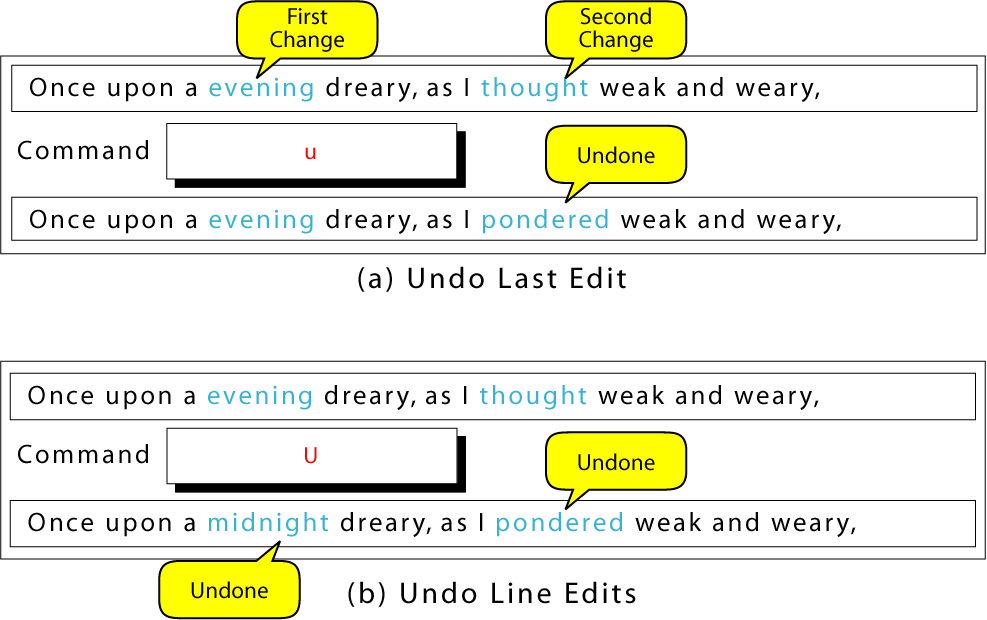 First
Change
Second
Change
Once upon a evening dreary, as I thought weak and weary,
Command
u
Undone
Once upon a evening dreary, as I pondered weak and weary,
(a) Undo Last Edit
Once upon a evening dreary, as I thought weak and weary,
Command
U
Undone
Once upon a midnight dreary, as I pondered weak and weary,
Undone
(b) Undo Line Edits